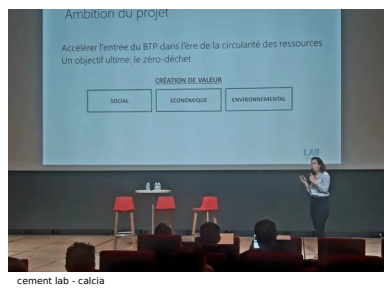 Ambition du projet
Accélérer l'entrée du BTP dans l'ère de la circularité des ressources
Un objectif ultime: le zéro-déchet
CRÉATION DE VALEUR
SOCIAL
ECONOMIQUE
ENVIRONNEMENTAL
LAB
cement lab - calcia